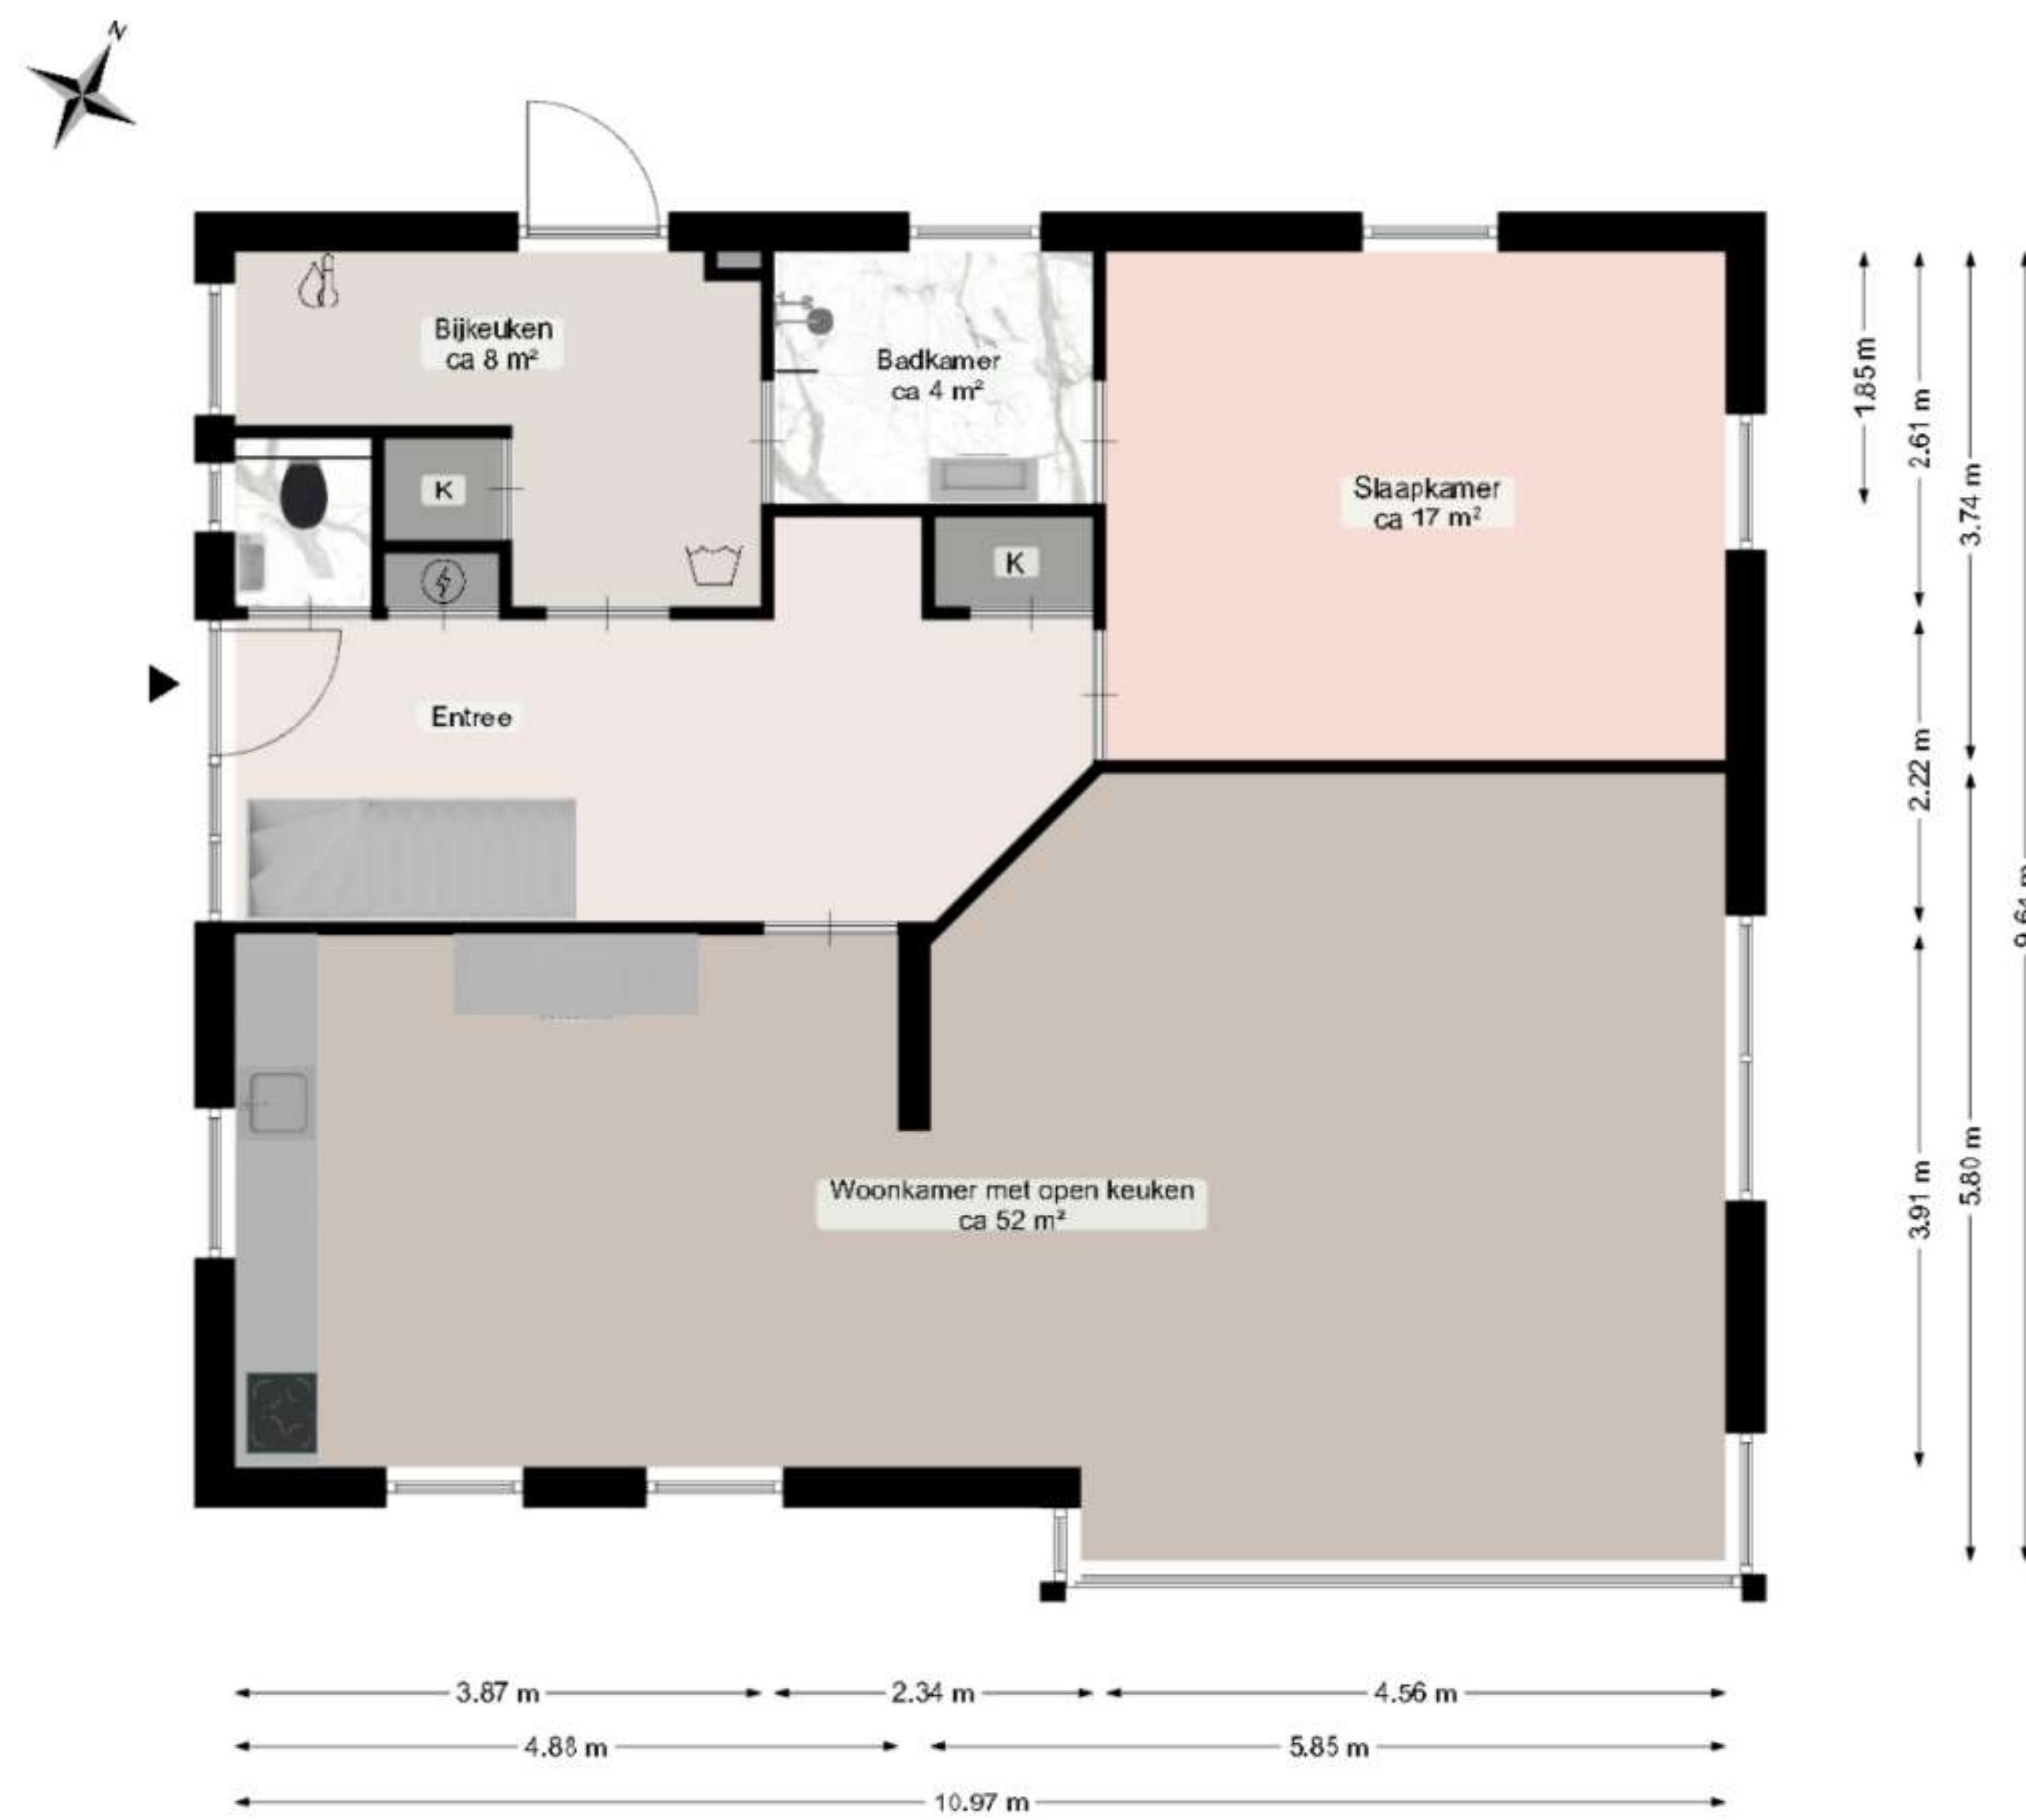 N
Bijkeuken
ca 8 m²
Badkamer
ca 4 m²
K
K
Slaapkamer
ca 17 m²
Entree
Woonkamer met open keuken
ca 52 m²
1.85 m
2.61 m
3.74 m
2.22 m
9.64 m
3.91 m
5.80 m
3.87 m
2.34 m
4.56 m
4.88 m
5.85 m
10.97 m